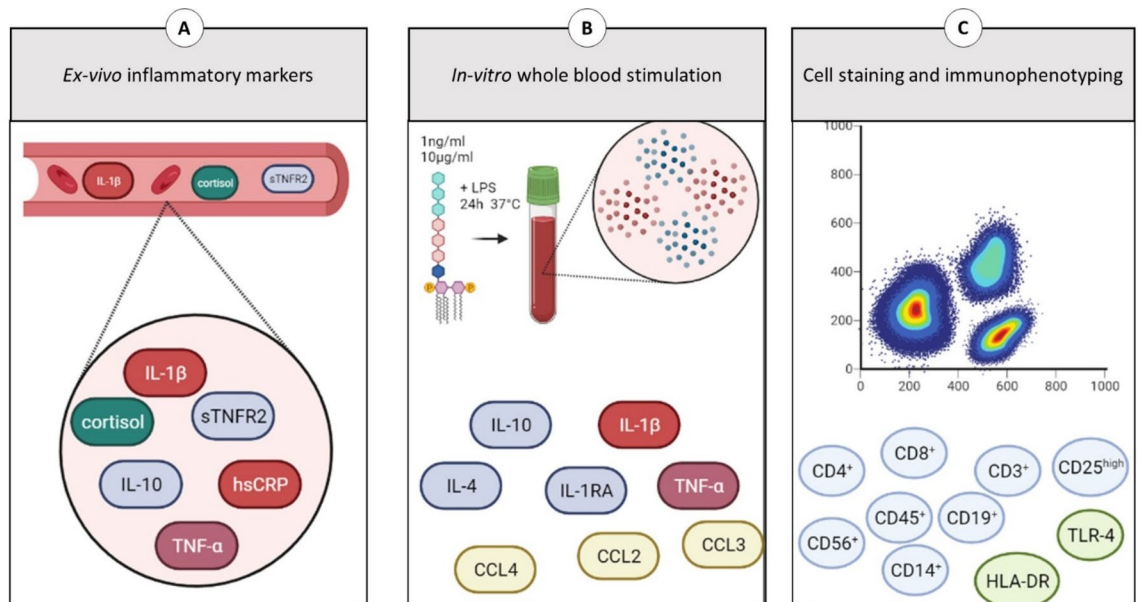 A
Ex-vivo inflammatory markers
IL-1β
cortisol
sTNFR2
IL-1β
cortisol
sTNFR2
IL-10
hsCRP
TNF-α
B
In-vitro whole blood stimulation
1ng/ml
10µg/ml
+ LPS
24h 37°C
P
P
IL-10
IL-1β
IL-4
IL-1RA
TNF-α
CCL4
CCL2
CCL3
C
Cell staining and immunophenotyping
1000
800
600
400
200
0
0 200 400 600 800 1000
CD4⁺
CD8⁺
CD3⁺
CD25ʰⁱᵍʰ
CD45⁺
CD19⁺
CD56⁺
TLR-4
CD14⁺
HLA-DR